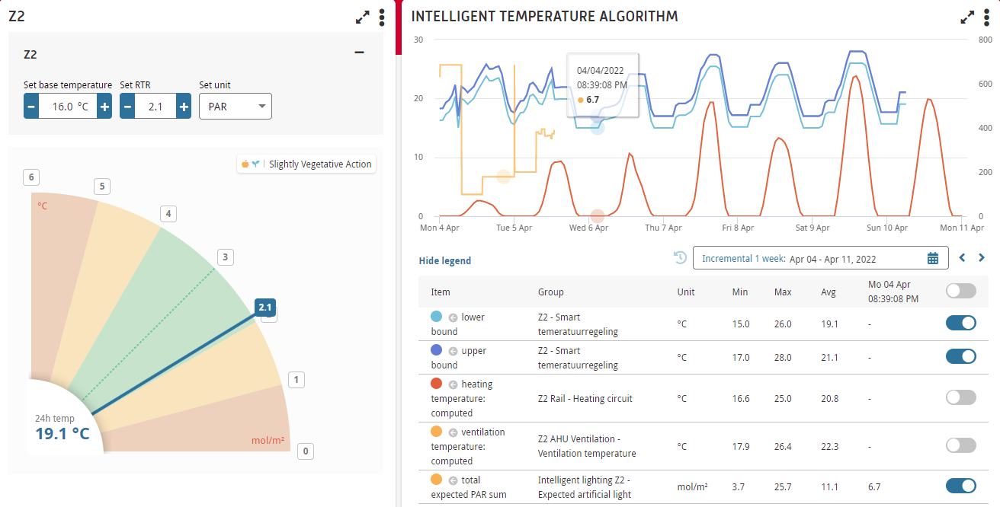 Z2
Z2
Set base temperature
Set RTR
Set unit
− 16.0 °C +
− 2.1 +
PAR
| Slightly Vegetative Action
6
5
4
3
2.1
1
0
°C
mol/m²
24h temp
19.1 °C
INTELLIGENT TEMPERATURE ALGORITHM
30
20
10
0
800
600
400
200
0
04/04/2022
08:39:08 PM
6.7
Mon 4 Apr Tue 5 Apr Wed 6 Apr Thu 7 Apr Fri 8 Apr Sat 9 Apr Sun 10 Apr Mon 11 Apr
Hide legend
Incremental 1 week: Apr 04 - Apr 11, 2022
Item Group Unit Min Max Avg Mo 04 Apr
08:39:08 PM
lower
bound
Z2 - Smart
temeratuurregeling
°C 15.0 26.0 19.1 -
upper
bound
Z2 - Smart
temeratuurregeling
°C 17.0 28.0 21.1 -
heating
temperature:
computed
Z2 Rail - Heating circuit
°C 16.6 25.0 20.8 -
ventilation
temperature:
computed
Z2 AHU Ventilation -
Ventilation temperature
°C 17.9 26.4 22.3 -
total
expected PAR sum
Intelligent lighting Z2 -
Expected artificial light
mol/m² 3.7 25.7 11.1 6.7